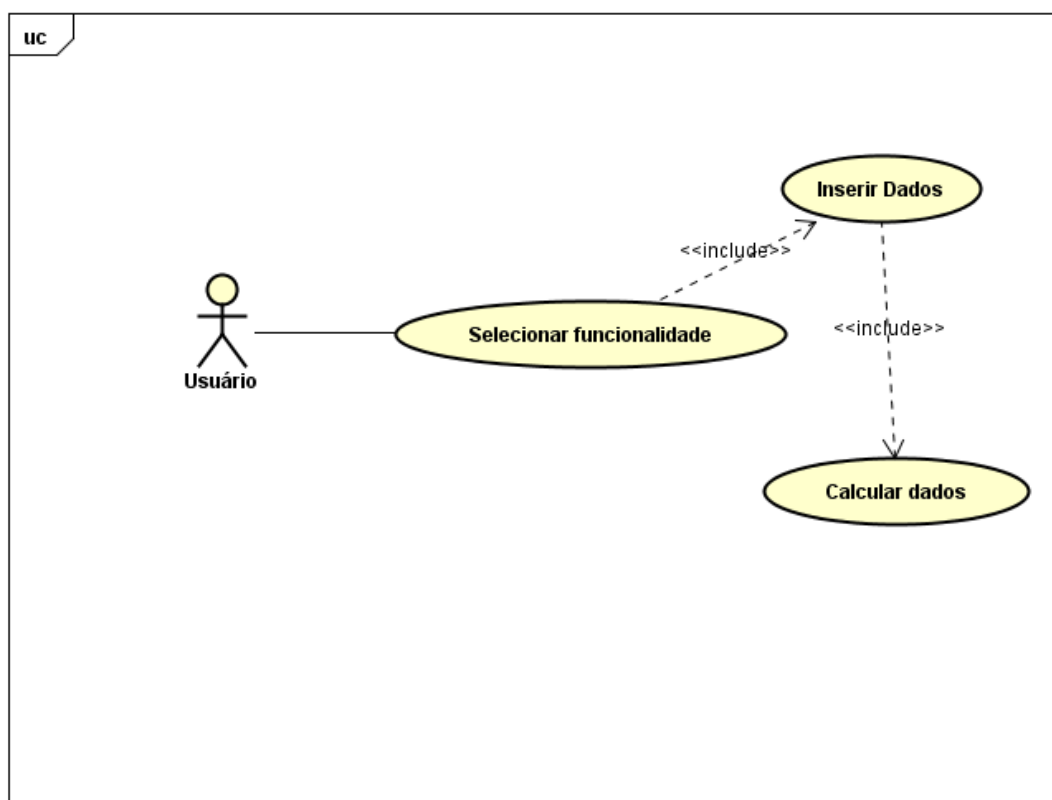 uc
Inserir Dados
<<include>>
Selecionar funcionalidade
<<include>>
Usuário
Calcular dados